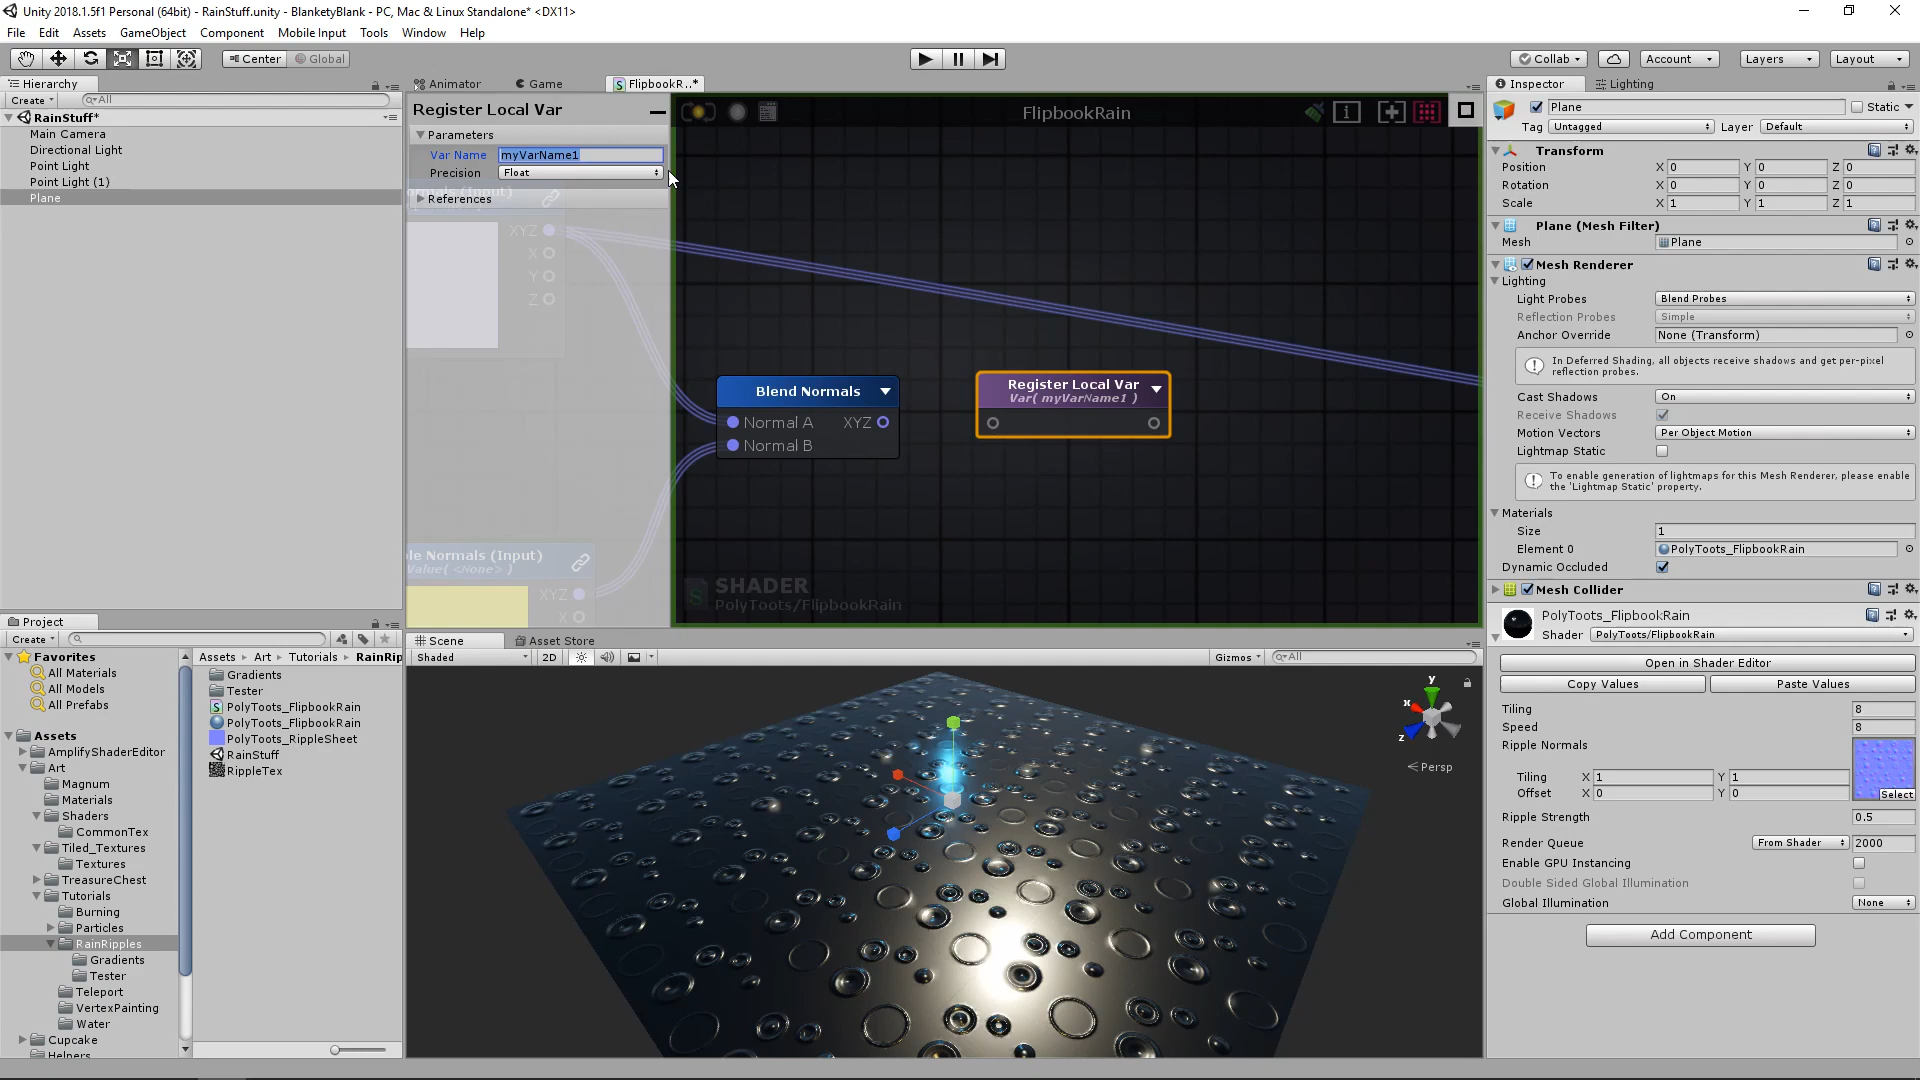 Unity 2018.1.5f1 Personal (64bit) - RainStuff.unity - BlanketyBlank - PC, Mac & Linux Standalone* <DX11>
File Edit Assets GameObject Component Mobile Input Tools Window Help
Center Global Collab Account Layers Layout
Hierarchy
Create All
RainStuff*
Main Camera
Directional Light
Point Light
Point Light (1)
Plane
Animator Game FlipbookR..*
Register Local Var
Parameters
Var Name myVarName1
Precision Float
References
XYZ
X
Y
Z
FlipbookRain
Blend Normals
Normal A XYZ
Normal B
Register Local Var
Var( myVarName1 )
le Normals (Input)
Value( <None> )
XYZ
X
SHADER
PolyToots/FlipbookRain
Project
Create
Favorites
All Materials
All Models
All Prefabs
Assets
AmplifyShaderEditor
Art
Magnum
Materials
Shaders
CommonTex
Tiled_Textures
Textures
TreasureChest
Tutorials
Burning
Particles
RainRipples
Gradients
Tester
Teleport
VertexPainting
Water
Cupcake
Helpers
Assets Art Tutorials RainRip
Gradients
Tester
PolyToots_FlipbookRain
PolyToots_FlipbookRain
PolyToots_RippleSheet
RainStuff
RippleTex
Scene Asset Store
Shaded 2D Gizmos All
y
x
z
Persp
Inspector Lighting
Plane Static
Tag Untagged Layer Default
Transform
Position X 0 Y 0 Z 0
Rotation X 0 Y 0 Z 0
Scale X 1 Y 1 Z 1
Plane (Mesh Filter)
Mesh Plane
Mesh Renderer
Lighting
Light Probes Blend Probes
Reflection Probes Simple
Anchor Override None (Transform)
In Deferred Shading, all objects receive shadows and get per-pixel
reflection probes.
Cast Shadows On
Receive Shadows
Motion Vectors Per Object Motion
Lightmap Static
To enable generation of lightmaps for this Mesh Renderer, please enable
the 'Lightmap Static' property.
Materials
Size 1
Element 0 PolyToots_FlipbookRain
Dynamic Occluded
Mesh Collider
PolyToots_FlipbookRain
Shader PolyToots/FlipbookRain
Open in Shader Editor
Copy Values Paste Values
Tiling 8
Speed 8
Ripple Normals
Tiling X 1 Y 1
Offset X 0 Y 0
Select
Ripple Strength 0.5
Render Queue From Shader 2000
Enable GPU Instancing
Double Sided Global Illumination
Global Illumination None
Add Component